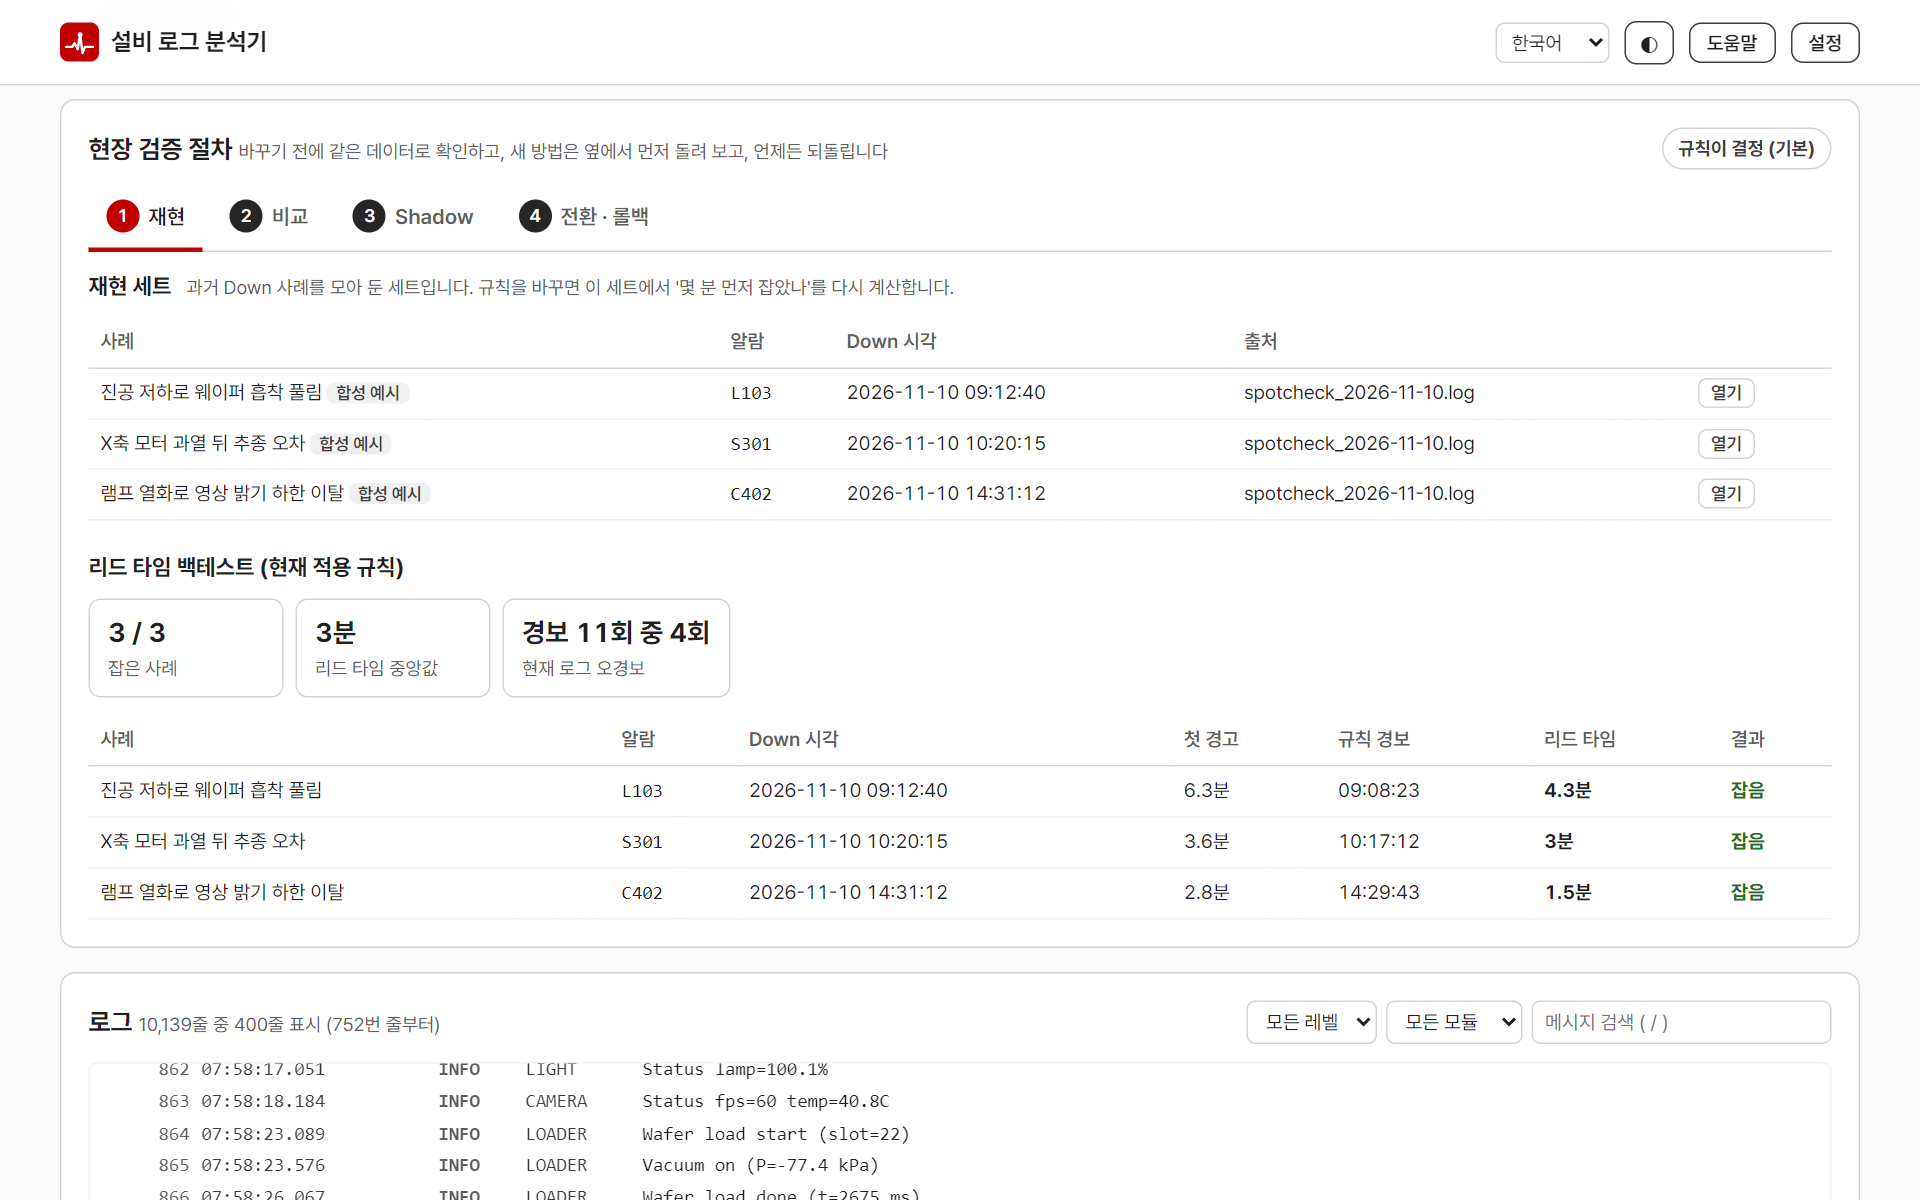 설비 로그 분석기
한국어
도움말
설정
현장 검증 절차 바꾸기 전에 같은 데이터로 확인하고, 새 방법은 옆에서 먼저 돌려 보고, 언제든 되돌립니다
규칙이 결정 (기본)
1 재현
2 비교
3 Shadow
4 전환 · 롤백
재현 세트 과거 Down 사례를 모아 둔 세트입니다. 규칙을 바꾸면 이 세트에서 '몇 분 먼저 잡았나'를 다시 계산합니다.
사례 알람 Down 시각 출처
진공 저하로 웨이퍼 흡착 풀림 합성 예시 L103 2026-11-10 09:12:40 spotcheck_2026-11-10.log 열기
X축 모터 과열 뒤 추종 오차 합성 예시 S301 2026-11-10 10:20:15 spotcheck_2026-11-10.log 열기
램프 열화로 영상 밝기 하한 이탈 합성 예시 C402 2026-11-10 14:31:12 spotcheck_2026-11-10.log 열기
리드 타임 백테스트 (현재 적용 규칙)
3 / 3
잡은 사례
3분
리드 타임 중앙값
경보 11회 중 4회
현재 로그 오경보
사례 알람 Down 시각 첫 경고 규칙 경보 리드 타임 결과
진공 저하로 웨이퍼 흡착 풀림 L103 2026-11-10 09:12:40 6.3분 09:08:23 4.3분 잡음
X축 모터 과열 뒤 추종 오차 S301 2026-11-10 10:20:15 3.6분 10:17:12 3분 잡음
램프 열화로 영상 밝기 하한 이탈 C402 2026-11-10 14:31:12 2.8분 14:29:43 1.5분 잡음
로그 10,139줄 중 400줄 표시 (752번 줄부터)
모든 레벨
모든 모듈
메시지 검색 ( / )
862 07:58:17.051 INFO LIGHT Status lamp=100.1%
863 07:58:18.184 INFO CAMERA Status fps=60 temp=40.8C
864 07:58:23.089 INFO LOADER Wafer load start (slot=22)
865 07:58:23.576 INFO LOADER Vacuum on (P=-77.4 kPa)
866 07:58:26.067 INFO LOADER Wafer load done (t=2675 ms)